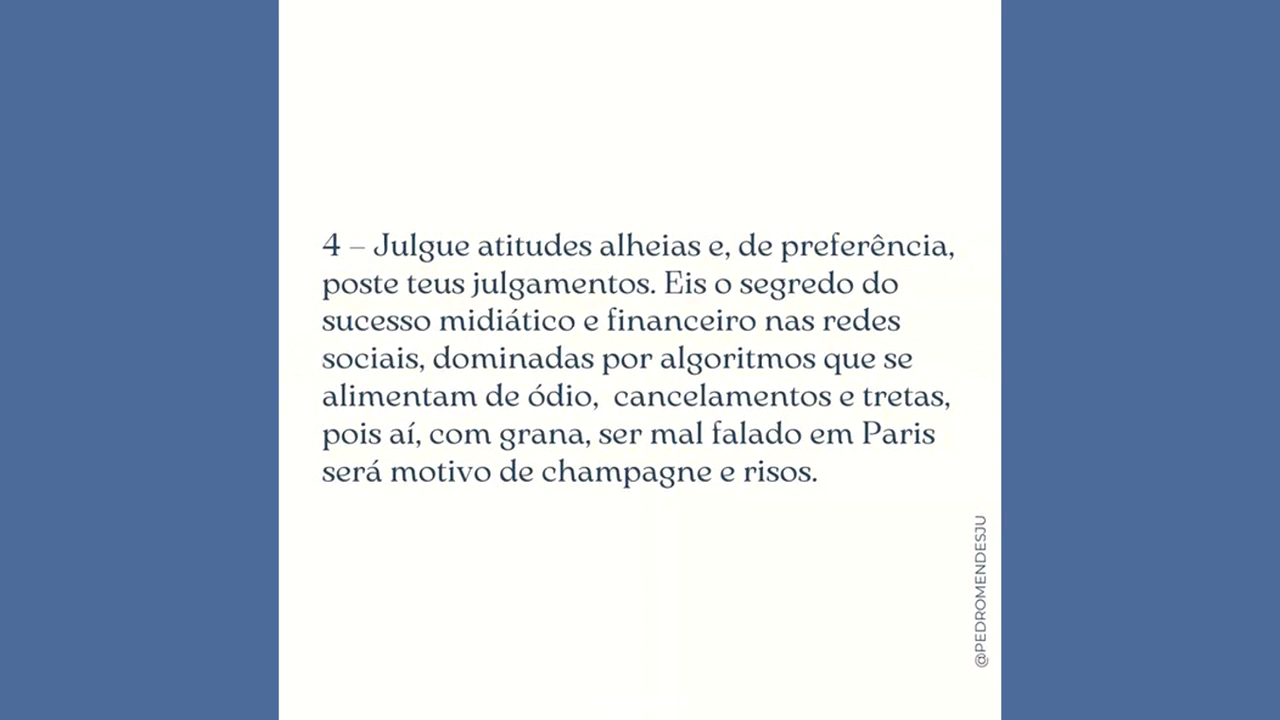 4 – Julgue atitudes alheias e, de preferência,
poste teus julgamentos. Eis o segredo do
sucesso midiático e financeiro nas redes
sociais, dominadas por algoritmos que se
alimentam de ódio,  cancelamentos e tretas,
pois aí, com grana, ser mal falado em Paris
será motivo de champagne e risos.
@PEDROMENDESJU